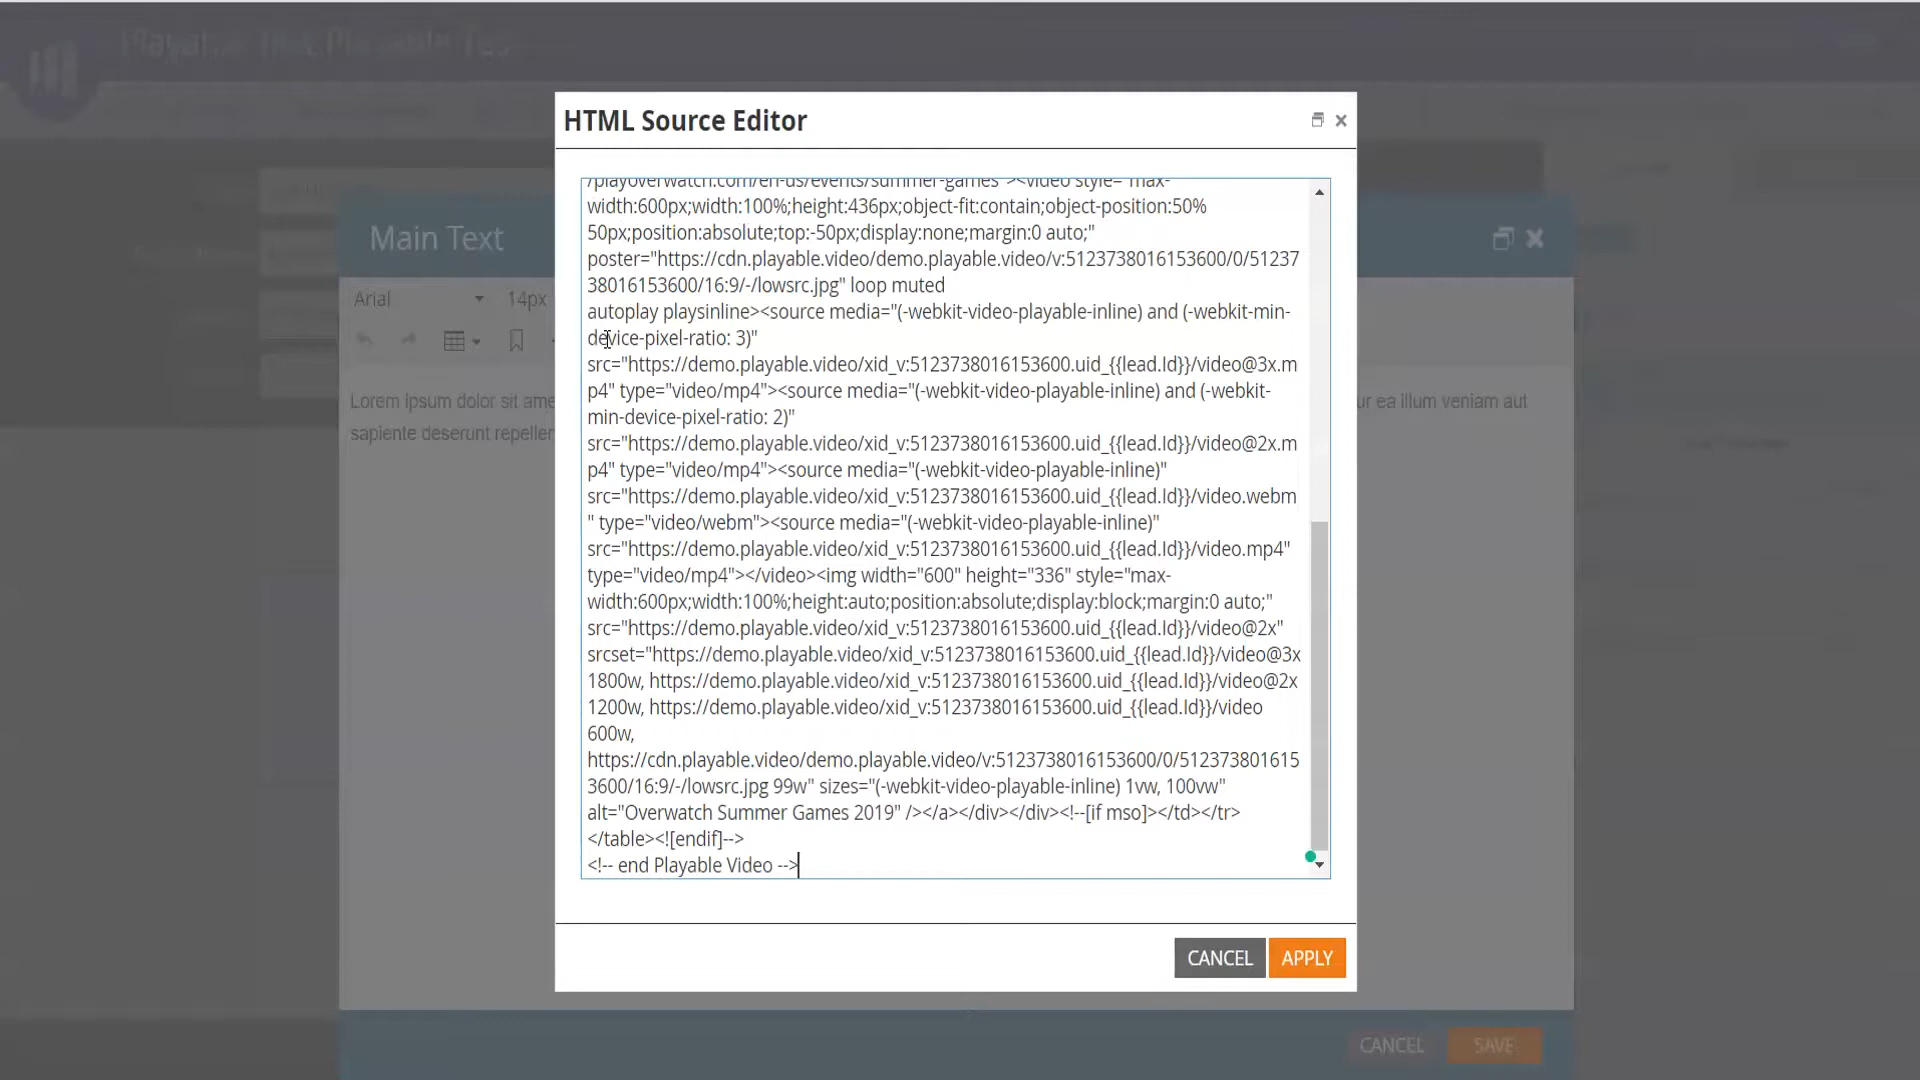 Playable Test Playable Tes
HTML Source Editor
/playoverwatch.com/en-us/events/summer-games"><video style="max-
width:600px;width:100%;height:436px;object-fit:contain;object-position:50%
50px;position:absolute;top:-50px;display:none;margin:0 auto;"
poster="https://cdn.playable.video/demo.playable.video/v:5123738016153600/0/51237
38016153600/16:9/-/lowsrc.jpg" loop muted
autoplay playsinline><source media="(-webkit-video-playable-inline) and (-webkit-min-
device-pixel-ratio: 3)"
src="https://demo.playable.video/xid_v:5123738016153600.uid_{{lead.Id}}/video@3x.m
p4" type="video/mp4"><source media="(-webkit-video-playable-inline) and (-webkit-
min-device-pixel-ratio: 2)"
src="https://demo.playable.video/xid_v:5123738016153600.uid_{{lead.Id}}/video@2x.m
p4" type="video/mp4"><source media="(-webkit-video-playable-inline)"
src="https://demo.playable.video/xid_v:5123738016153600.uid_{{lead.Id}}/video.webm
" type="video/webm"><source media="(-webkit-video-playable-inline)"
src="https://demo.playable.video/xid_v:5123738016153600.uid_{{lead.Id}}/video.mp4"
type="video/mp4"></video><img width="600" height="336" style="max-
width:600px;width:100%;height:auto;position:absolute;display:block;margin:0 auto;"
src="https://demo.playable.video/xid_v:5123738016153600.uid_{{lead.Id}}/video@2x"
srcset="https://demo.playable.video/xid_v:5123738016153600.uid_{{lead.Id}}/video@3x
1800w, https://demo.playable.video/xid_v:5123738016153600.uid_{{lead.Id}}/video@2x
1200w, https://demo.playable.video/xid_v:5123738016153600.uid_{{lead.Id}}/video
600w,
https://cdn.playable.video/demo.playable.video/v:5123738016153600/0/512373801615
3600/16:9/-/lowsrc.jpg 99w" sizes="(-webkit-video-playable-inline) 1vw, 100vw"
alt="Overwatch Summer Games 2019" /></a></div></div><!--[if mso]></td></tr>
</table><![endif]-->
<!-- end Playable Video -->
CANCEL APPLY
Main Text
Arial 14px
Lorem ipsum dolor sit ame
ur ea illum veniam aut
sapiente deserunt repeller
CANCEL SAVE